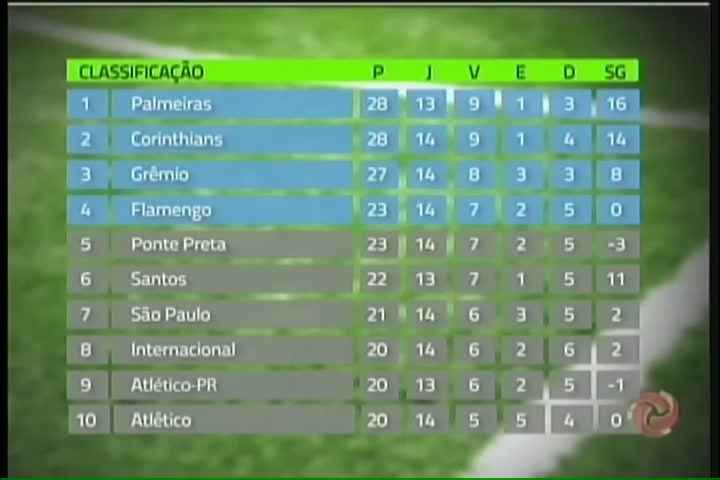 CLASSIFICAÇÃO P J V E D SG
1 Palmeiras 28 13 9 1 3 16
2 Corinthians 28 14 9 1 4 14
3 Grêmio 27 14 8 3 3 8
4 Flamengo 23 14 7 2 5 0
5 Ponte Preta 23 14 7 2 5 -3
6 Santos 22 13 7 1 5 11
7 São Paulo 21 14 6 3 5 2
8 Internacional 20 14 6 2 6 2
9 Atlético-PR 20 13 6 2 5 -1
10 Atlético 20 14 5 5 4 0